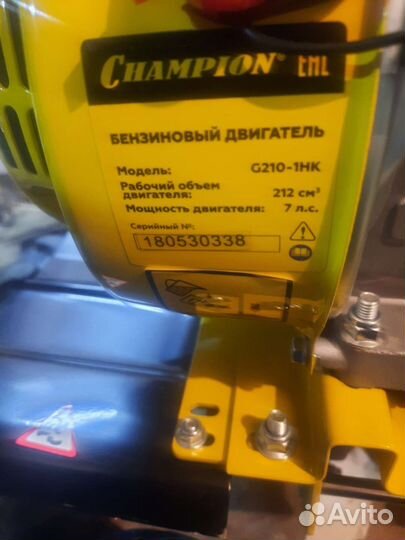 CHAMPION® EAC
БЕНЗИНОВЫЙ ДВИГАТЕЛЬ
Модель: G210-1HK
Рабочий объем
двигателя: 212 см³
Мощность двигателя: 7 л.с.
Серийный №:
180530338
Avito